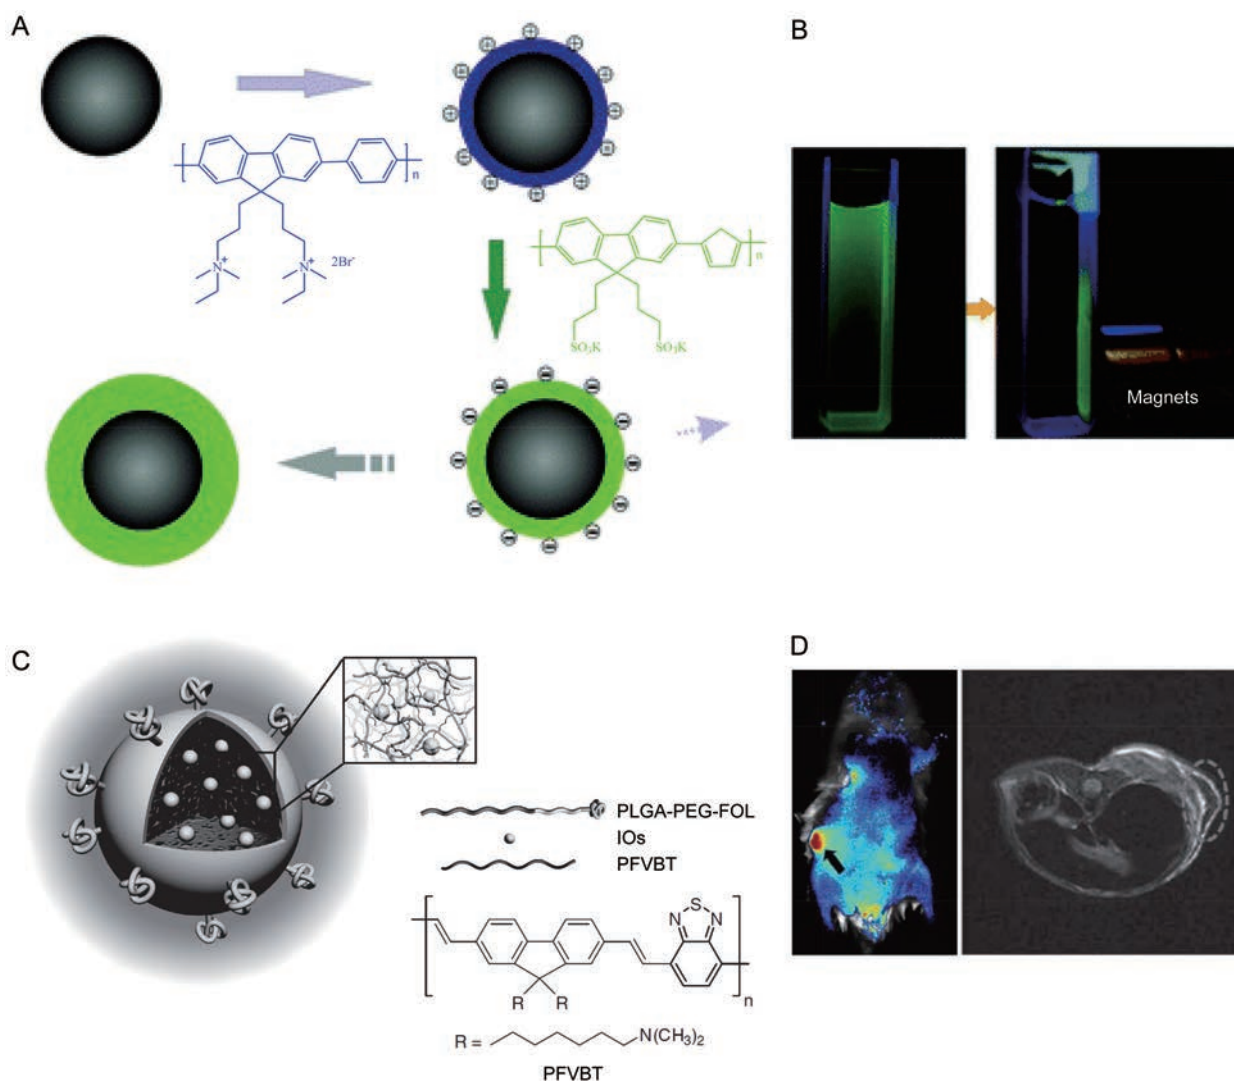 A
B
n
2Br-
N+
N+
n
SO3K
SO3K
Magnets
C
D
PLGA-PEG-FOL
IOs
PFVBT
S
N
N
R
R
n
R =
N(CH3)2
PFVBT